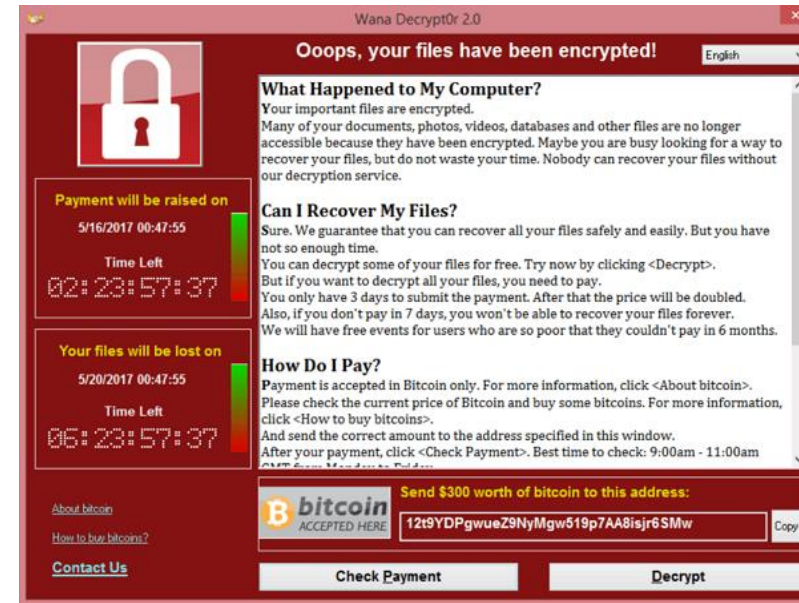 Wana Decrypt0r 2.0
Ooops, your files have been encrypted!
English
Payment will be raised on
5/16/2017 00:47:55
Time Left
02:23:57:37
Your files will be lost on
5/20/2017 00:47:55
Time Left
06:23:57:37
About bitcoin
How to buy bitcoins?
Contact Us
What Happened to My Computer?
Your important files are encrypted.
Many of your documents, photos, videos, databases and other files are no longer
accessible because they have been encrypted. Maybe you are busy looking for a way to
recover your files, but do not waste your time. Nobody can recover your files without
our decryption service.
Can I Recover My Files?
Sure. We guarantee that you can recover all your files safely and easily. But you have
not so enough time.
You can decrypt some of your files for free. Try now by clicking <Decrypt>.
But if you want to decrypt all your files, you need to pay.
You only have 3 days to submit the payment. After that the price will be doubled.
Also, if you don't pay in 7 days, you won't be able to recover your files forever.
We will have free events for users who are so poor that they couldn't pay in 6 months.
How Do I Pay?
Payment is accepted in Bitcoin only. For more information, click <About bitcoin>.
Please check the current price of Bitcoin and buy some bitcoins. For more information,
click <How to buy bitcoins>.
And send the correct amount to the address specified in this window.
After your payment, click <Check Payment>. Best time to check: 9:00am - 11:00am
GMT from Monday to Friday
bitcoin
ACCEPTED HERE
Send $300 worth of bitcoin to this address:
12t9YDPgwueZ9NyMgw519p7AA8isjr6SMw
Copy
Check Payment
Decrypt